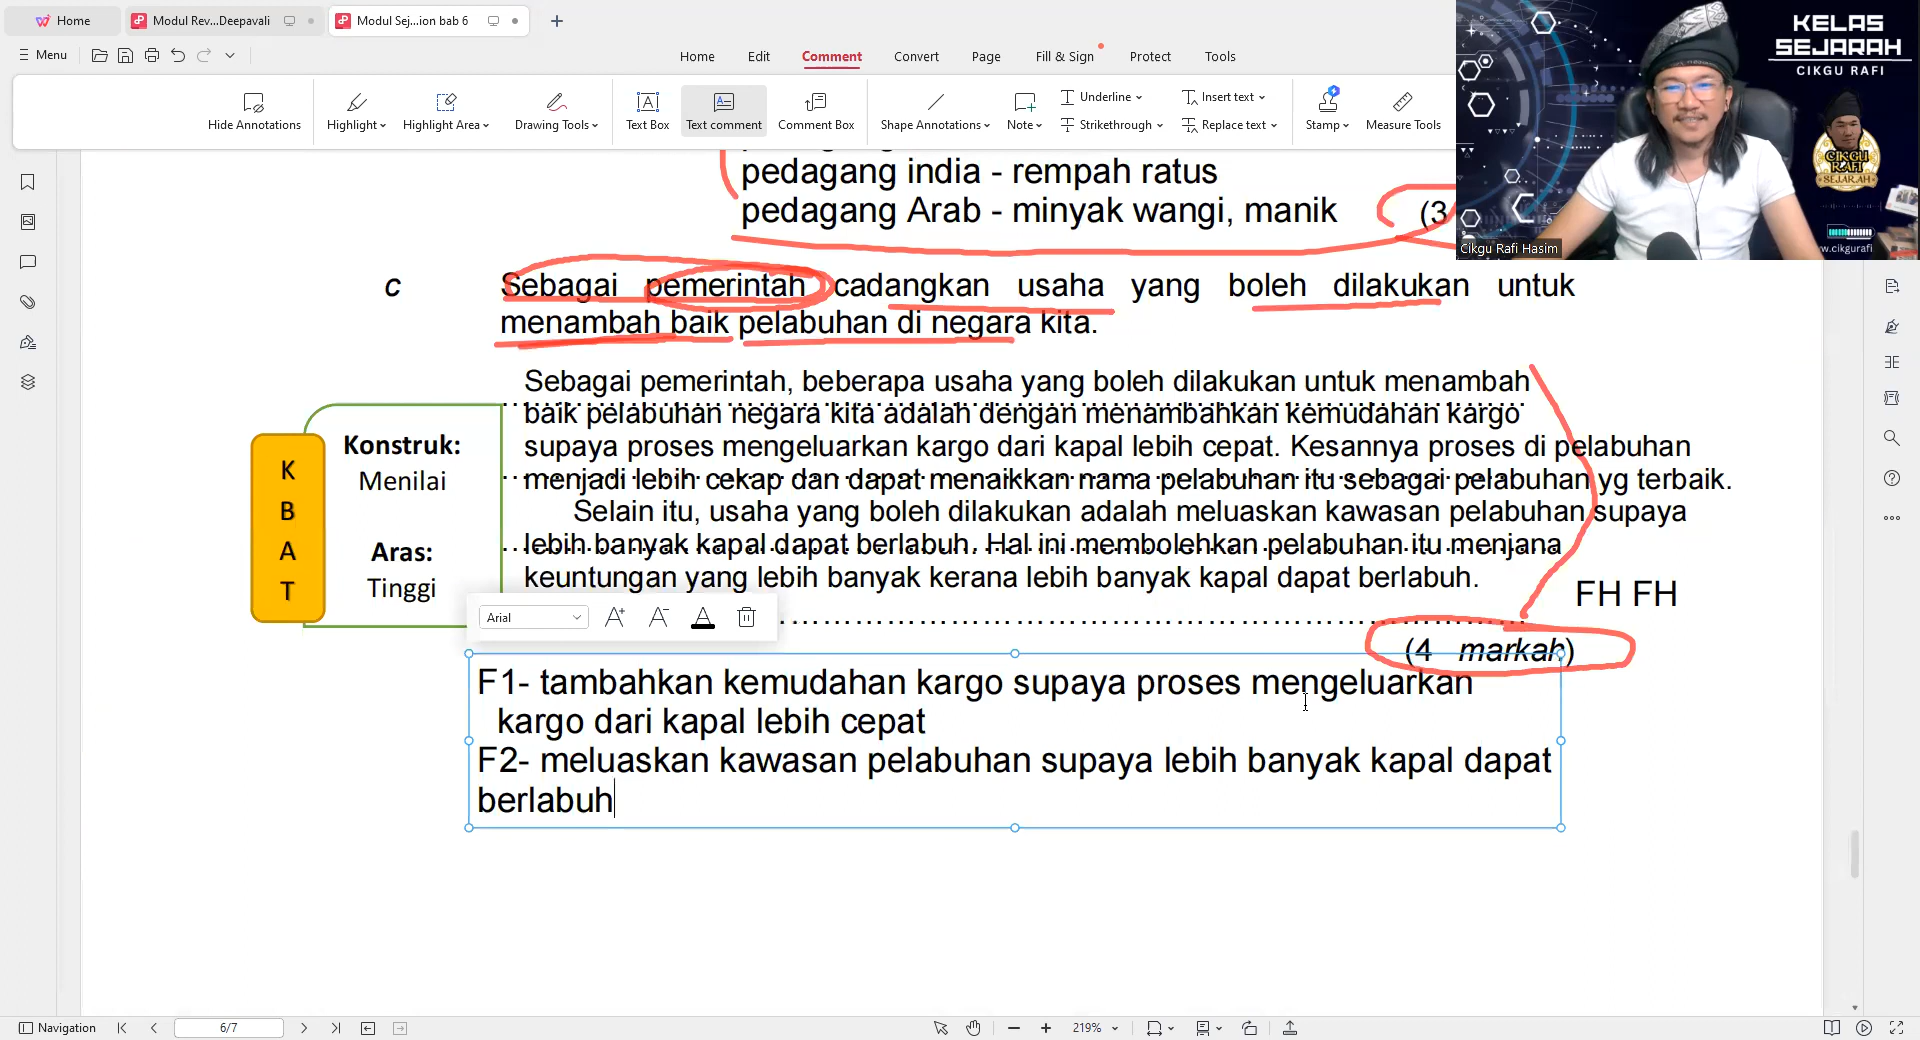 Home
Modul Rev...Deepavali
Modul Sej...ion bab 6
Menu
Home Edit Comment Convert Page Fill & Sign Protect Tools
Hide Annotations
Highlight
Highlight Area
Drawing Tools
Text Box
Text comment
Comment Box
Shape Annotations
Note
Underline
Strikethrough
Insert text
Replace text
Stamp
Measure Tools
KELAS
SEJARAH
CIKGU RAFI
CIKGU
RAFI
SEJARAH
w.cikgurafi
Cikgu Rafi Hasim
pedagang india - rempah ratus
pedagang Arab - minyak wangi, manik (3
c Sebagai pemerintah cadangkan usaha yang boleh dilakukan untuk
menambah baik pelabuhan di negara kita.
Sebagai pemerintah, beberapa usaha yang boleh dilakukan untuk menambah
baik pelabuhan negara kita adalah dengan menambahkan kemudahan kargo
supaya proses mengeluarkan kargo dari kapal lebih cepat. Kesannya proses di pelabuhan
menjadi lebih cekap dan dapat menaikkan nama pelabuhan itu sebagai pelabuhan yg terbaik.
Selain itu, usaha yang boleh dilakukan adalah meluaskan kawasan pelabuhan supaya
lebih banyak kapal dapat berlabuh. Hal ini membolehkan pelabuhan itu menjana
keuntungan yang lebih banyak kerana lebih banyak kapal dapat berlabuh.
K
B
A
T
Konstruk:
Menilai
Aras:
Tinggi
FH FH
Arial
(4 markah)
F1- tambahkan kemudahan kargo supaya proses mengeluarkan
kargo dari kapal lebih cepat
F2- meluaskan kawasan pelabuhan supaya lebih banyak kapal dapat
berlabuh
Navigation
6/7
219%